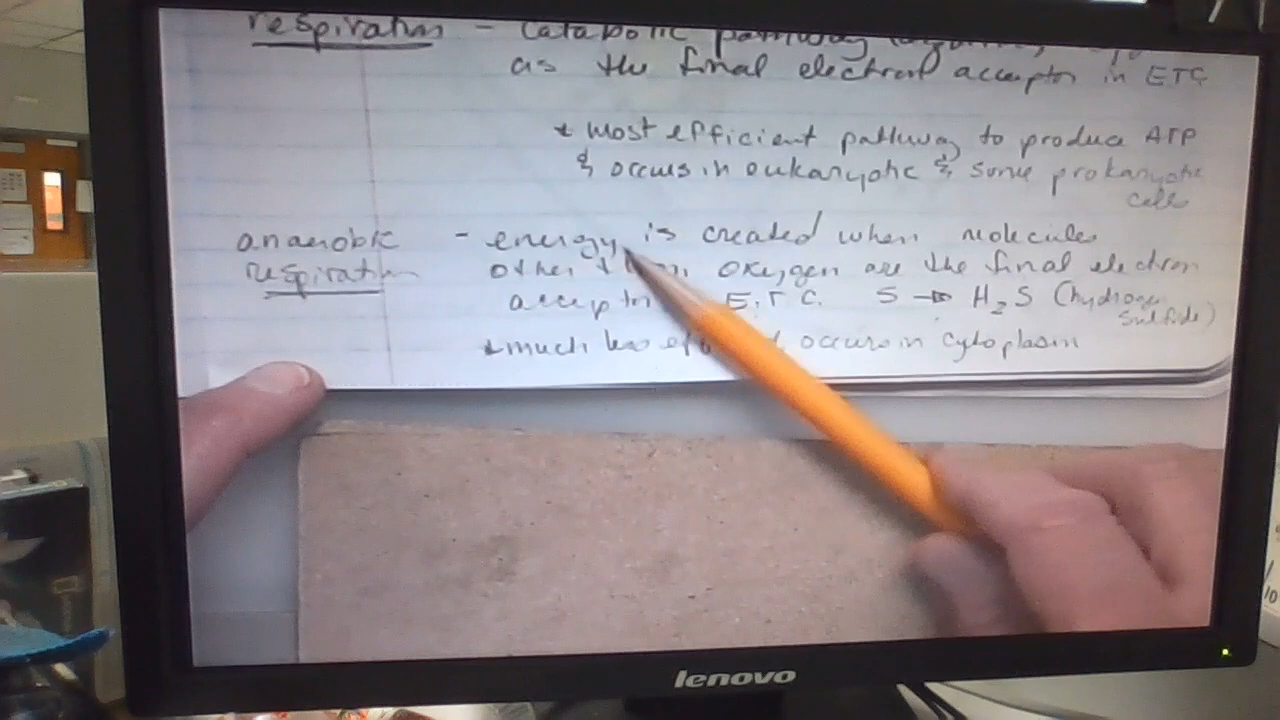 respiration - catabolic pathway
as the final electron acceptor in ETC
* most efficient pathway to produce ATP
& occurs in eukaryotic & some prokaryotic
cells
anaerobic - energy is created when molecules
respiration other than oxygen are the final electron
acceptor E.T.C. S → H2S (hydrogen
sulfide)
* much less occurs in cytoplasm
lenovo